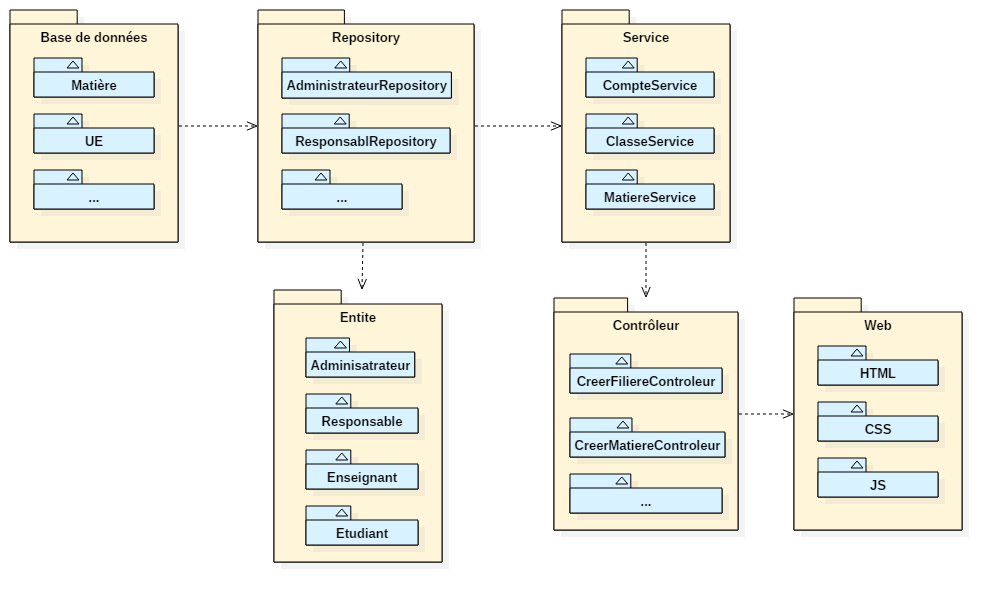 Base de données
Matière
UE
...
Repository
AdministrateurRepository
ResponsablRepository
...
Service
CompteService
ClasseService
MatiereService
Entite
Adminisatrateur
Responsable
Enseignant
Etudiant
Contrôleur
CreerFiliereControleur
CreerMatiereControleur
...
Web
HTML
CSS
JS